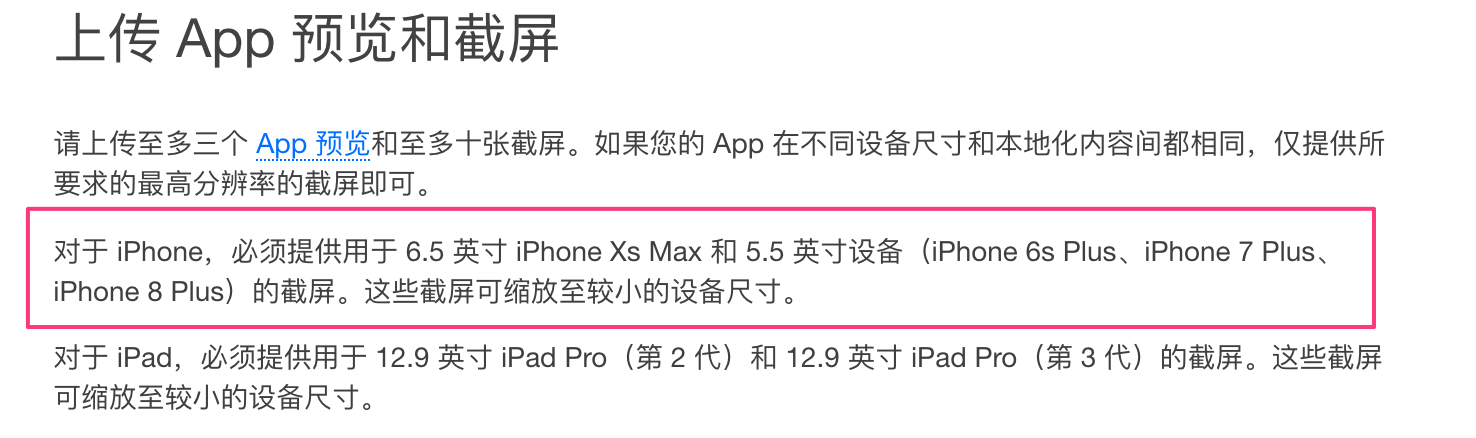 上传 App 预览和截屏
请上传至多三个 App 预览和至多十张截屏。如果您的 App 在不同设备尺寸和本地化内容间都相同，仅提供所
要求的最高分辨率的截屏即可。
对于 iPhone，必须提供用于 6.5 英寸 iPhone Xs Max 和 5.5 英寸设备（iPhone 6s Plus、iPhone 7 Plus、
iPhone 8 Plus）的截屏。这些截屏可缩放至较小的设备尺寸。
对于 iPad，必须提供用于 12.9 英寸 iPad Pro（第 2 代）和 12.9 英寸 iPad Pro（第 3 代）的截屏。这些截屏
可缩放至较小的设备尺寸。